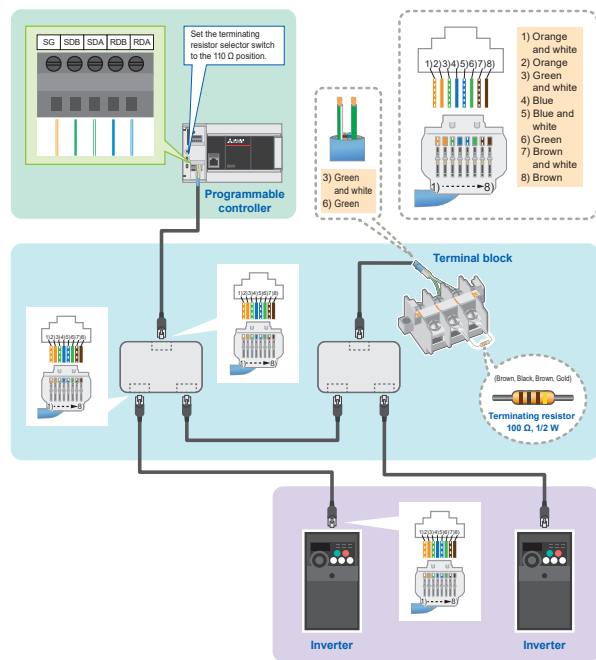 SG SDB SDA RDB RDA
Set the terminating
resistor selector switch
to the 110 Ω position.
Programmable
controller
3) Green
and white
6) Green
1)2)3)4)5)6)7)8)
1) 8)
1) Orange
and white
2) Orange
3) Green
and white
4) Blue
5) Blue and
white
6) Green
7) Brown
and white
8) Brown
Terminal block
1)2)3)4)5)6)7)8)
1) 8)
1)2)3)4)5)6)7)8)
1) 8)
(Brown, Black, Brown, Gold)
Terminating resistor
100 Ω, 1/2 W
1)2)3)4)5)6)7)8)
1) 8)
Inverter
Inverter